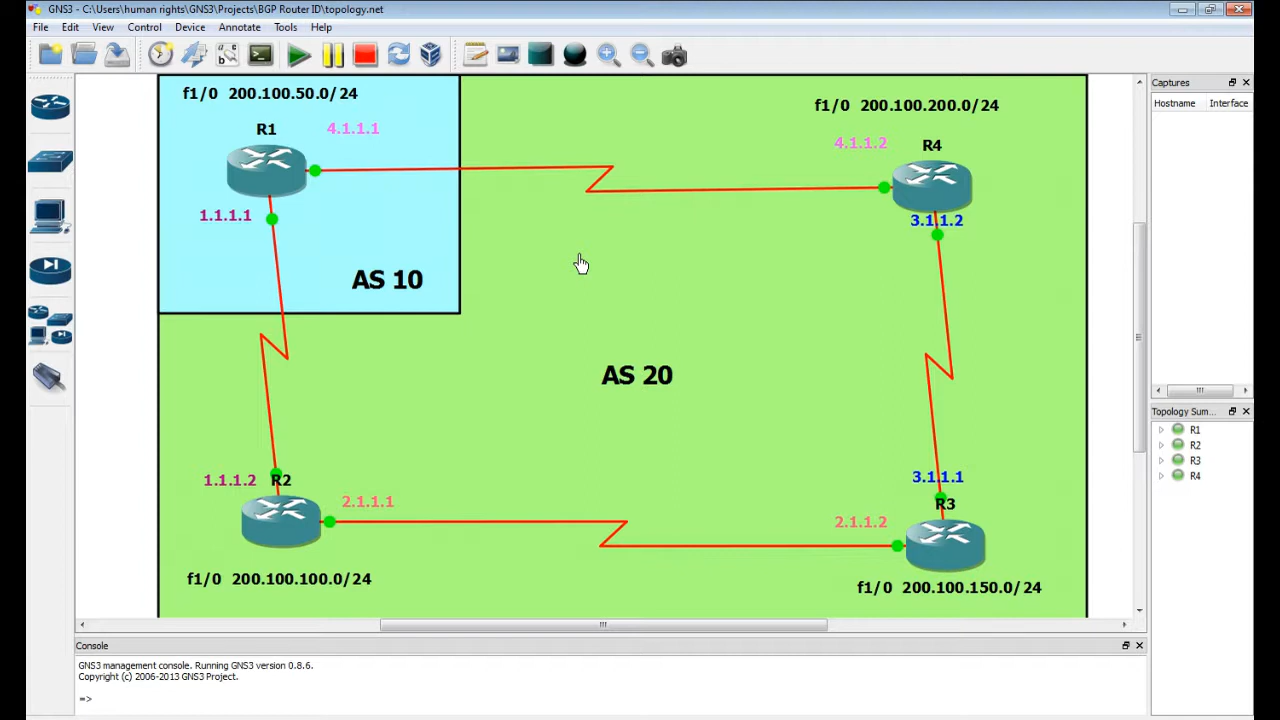 GNS3 - C:\Users\human rights\GNS3\Projects\BGP Router ID\topology.net
File Edit View Control Device Annotate Tools Help
f1/0 200.100.50.0/24
R1
4.1.1.1
1.1.1.1
AS 10
f1/0 200.100.200.0/24
4.1.1.2
R4
3.1.1.2
AS 20
1.1.1.2
R2
2.1.1.1
f1/0 200.100.100.0/24
3.1.1.1
R3
2.1.1.2
f1/0 200.100.150.0/24
Captures
Hostname Interface
Topology Sum...
R1
R2
R3
R4
Console
GNS3 management console. Running GNS3 version 0.8.6.
Copyright (c) 2006-2013 GNS3 Project.
=>